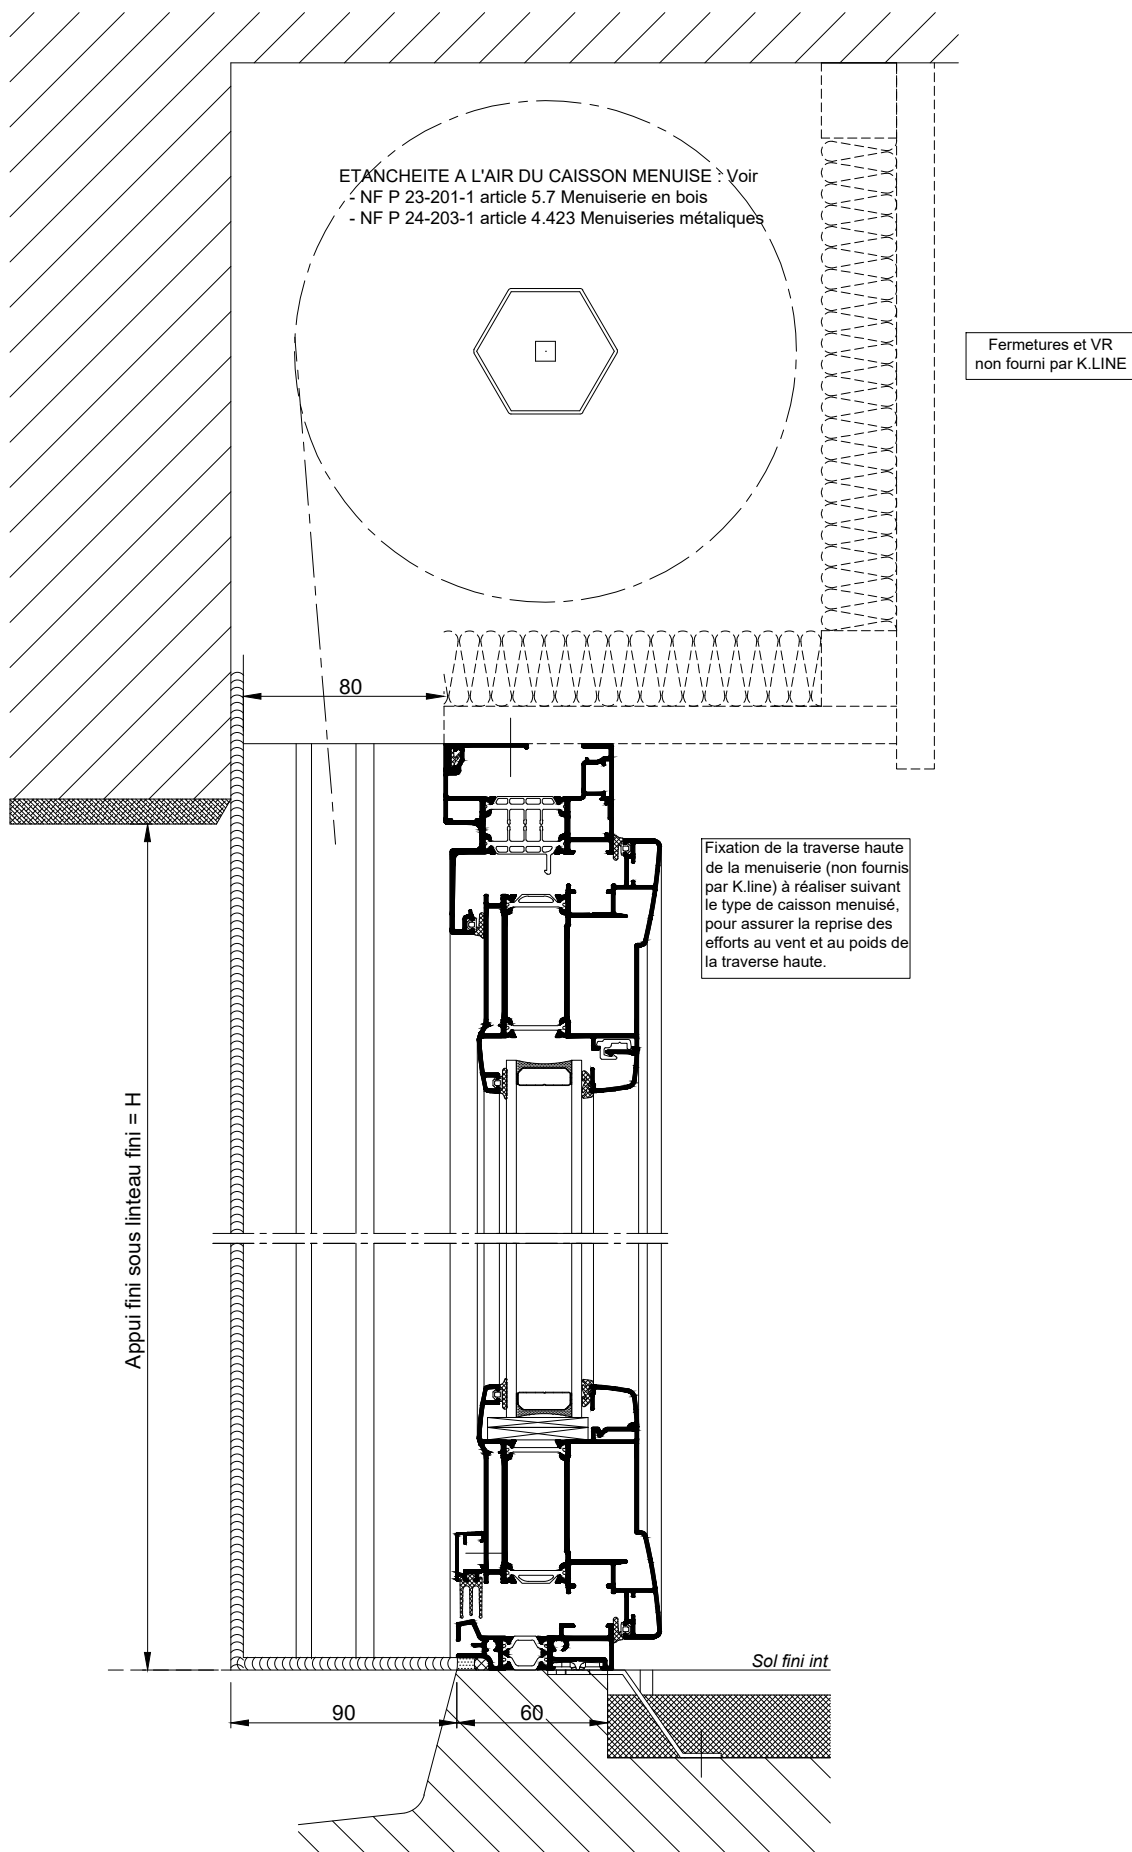 ETANCHEITE A L'AIR DU CAISSON MENUISE : Voir
- NF P 23-201-1 article 5.7 Menuiserie en bois
- NF P 24-203-1 article 4.423 Menuiseries métaliques
Fermetures et VR
non fourni par K.LINE
80
Fixation de la traverse haute
de la menuiserie (non fournis
par K.line) à réaliser suivant
le type de caisson menuisé,
pour assurer la reprise des
efforts au vent et au poids de
la traverse haute.
Appui fini sous linteau fini = H
Sol fini int
90
60